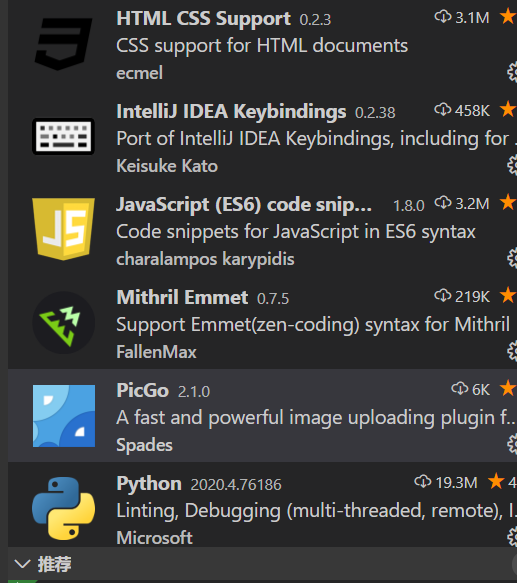 HTML CSS Support 0.2.3 3.1M
CSS support for HTML documents
ecmel
IntelliJ IDEA Keybindings 0.2.38 458K
Port of IntelliJ IDEA Keybindings, including for .
Keisuke Kato
JavaScript (ES6) code snip... 1.8.0 3.2M
Code snippets for JavaScript in ES6 syntax
charalampos karypidis
JS
Mithril Emmet 0.7.5 219K
Support Emmet(zen-coding) syntax for Mithril
FallenMax
PicGo 2.1.0 6K
A fast and powerful image uploading plugin f...
Spades
Python 2020.4.76186 19.3M 4
Linting, Debugging (multi-threaded, remote), I.
Microsoft
推荐